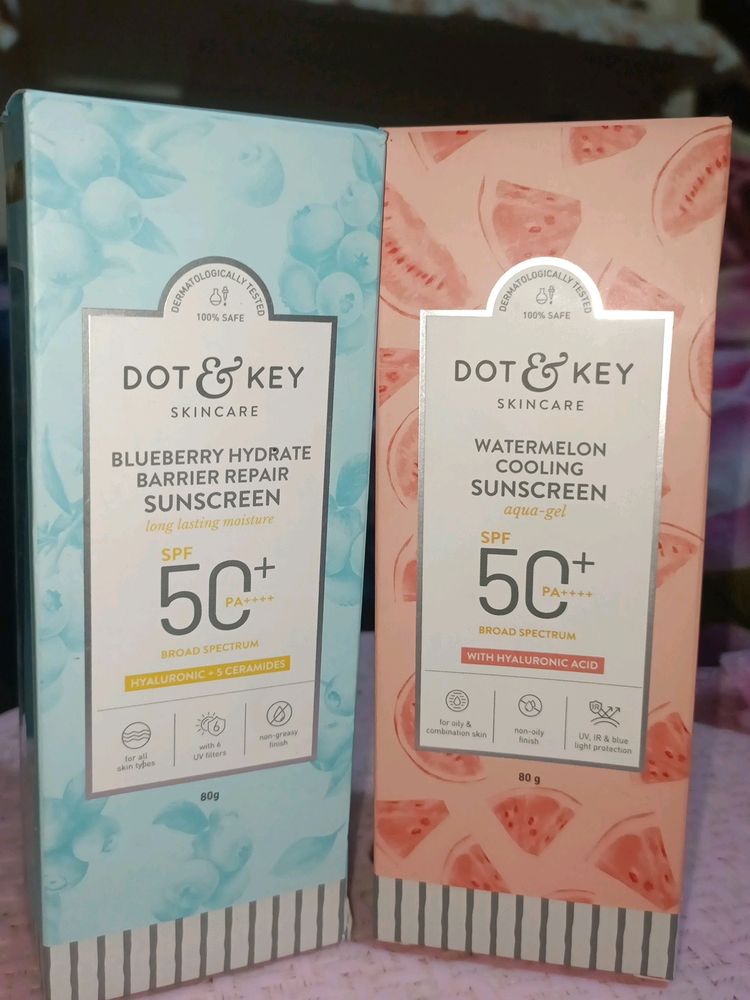 DERMATOLOGICALLY TESTED
100% SAFE
DOT & KEY
SKINCARE
BLUEBERRY HYDRATE
BARRIER REPAIR
SUNSCREEN
long lasting moisture
SPF
50+
PA++++
BROAD SPECTRUM
HYALURONIC + 5 CERAMIDES
for all
skin types
with 6
UV filters
non-greasy
finish
80g
DERMATOLOGICALLY TESTED
100% SAFE
DOT & KEY
SKINCARE
WATERMELON
COOLING
SUNSCREEN
aqua-gel
SPF
50+
PA++++
BROAD SPECTRUM
WITH HYALURONIC ACID
for oily &
combination skin
non-oily
finish
IR
UV, IR & blue
light protection
80 g